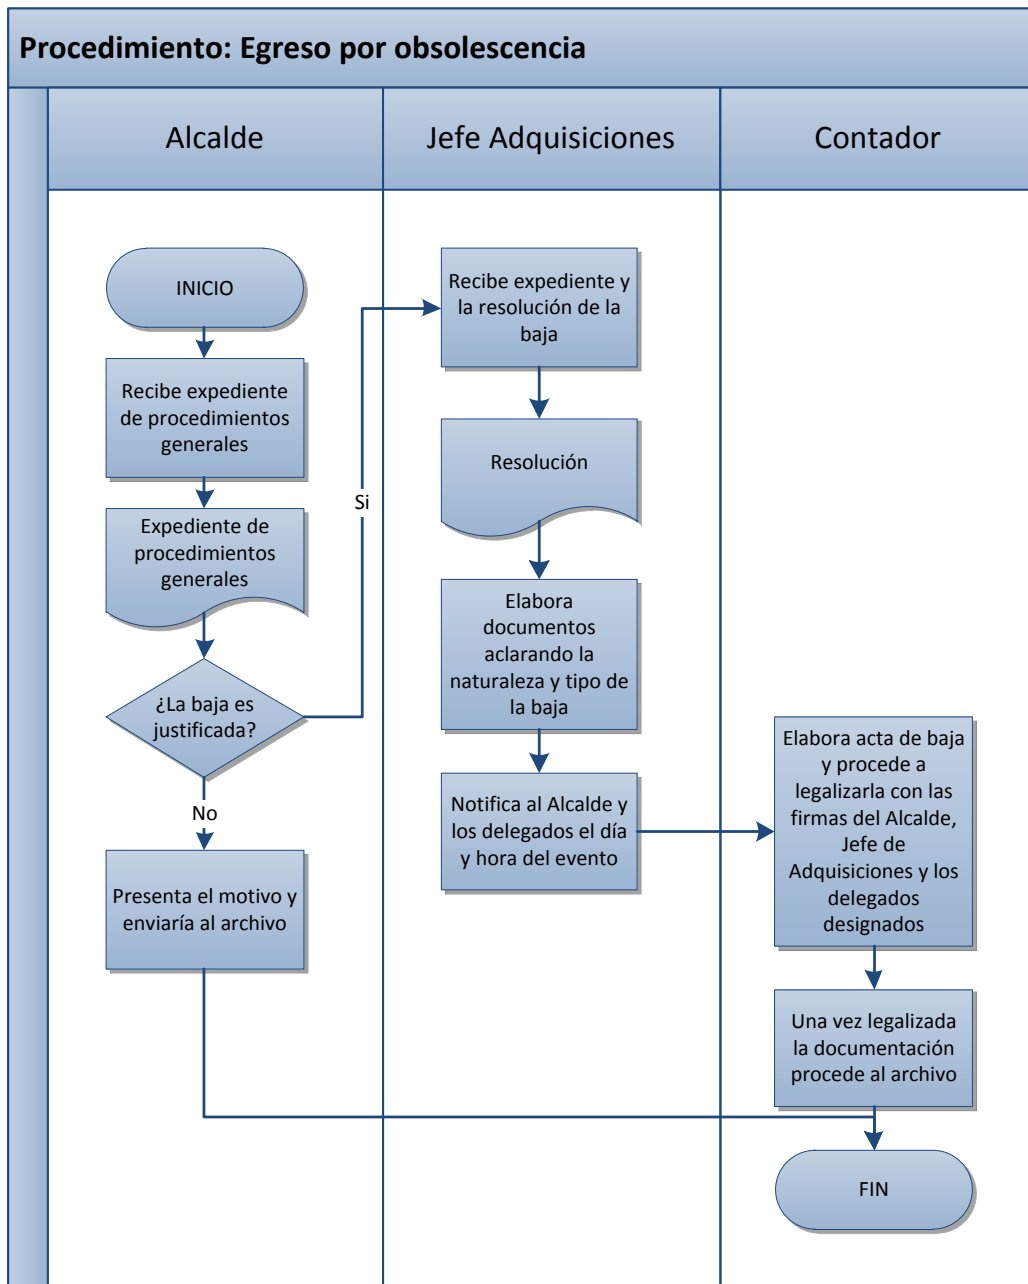 Procedimiento: Egreso por obsolescencia
Alcalde
Jefe Adquisiciones
Contador
INICIO
Recibe expediente
de procedimientos
generales
Expediente de
procedimientos
generales
¿La baja es
justificada?
Si
No
Presenta el motivo y
enviaría al archivo
Recibe expediente y
la resolución de la
baja
Resolución
Elabora
documentos
aclarando la
naturaleza y tipo de
la baja
Notifica al Alcalde y
los delegados el día
y hora del evento
Elabora acta de baja
y procede a
legalizarla con las
firmas del Alcalde,
Jefe de
Adquisiciones y los
delegados
designados
Una vez legalizada
la documentación
procede al archivo
FIN